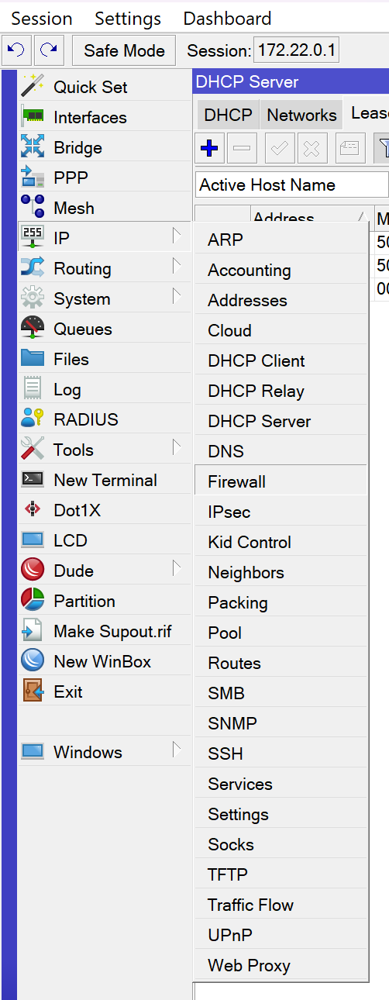 Session Settings Dashboard
Safe Mode Session: 172.22.0.1
Quick Set
Interfaces
Bridge
PPP
Mesh
255
IP
Routing
System
Queues
Files
Log
RADIUS
Tools
New Terminal
Dot1X
LCD
Dude
Partition
Make Supout.rif
New WinBox
Exit
Windows
DHCP Server
DHCP Networks Leas
Active Host Name
Address M
50
50
00
ARP
Accounting
Addresses
Cloud
DHCP Client
DHCP Relay
DHCP Server
DNS
Firewall
IPsec
Kid Control
Neighbors
Packing
Pool
Routes
SMB
SNMP
SSH
Services
Settings
Socks
TFTP
Traffic Flow
UPnP
Web Proxy